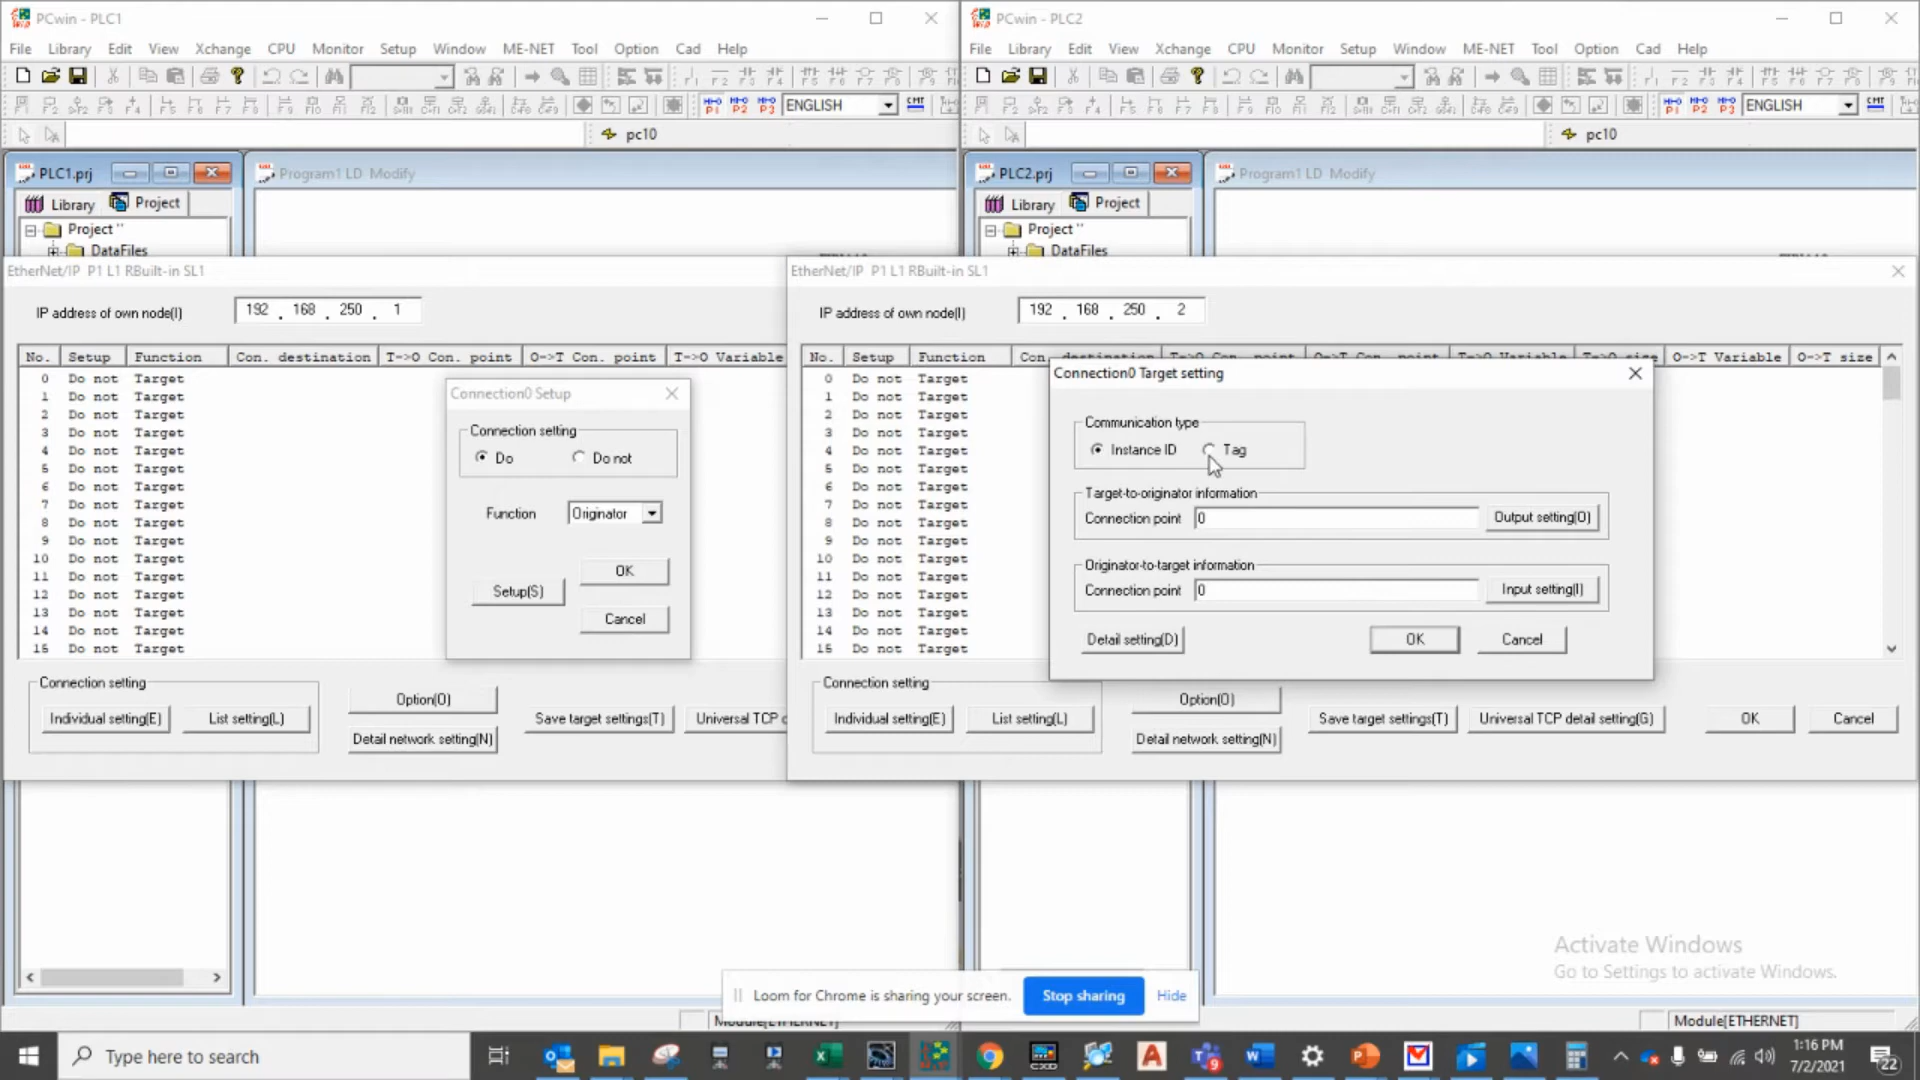 PCwin - PLC1
File Library Edit View Xchange CPU Monitor Setup Window ME-NET Tool Option Cad Help
ENGLISH
pc10
PLC1.prj
Program1 LD Modify
Library Project
Project ''
DataFiles
PCwin - PLC2
File Library Edit View Xchange CPU Monitor Setup Window ME-NET Tool Option Cad Help
ENGLISH
pc10
PLC2.prj
Program1 LD Modify
Library Project
Project ''
DataFiles
EtherNet/IP P1 L1 RBuilt-in SL1
IP address of own node(I) 192 . 168 . 250 . 1
No. Setup Function Con. destination T->O Con. point O->T Con. point T->O Variable
0 Do not Target
1 Do not Target
2 Do not Target
3 Do not Target
4 Do not Target
5 Do not Target
6 Do not Target
7 Do not Target
8 Do not Target
9 Do not Target
10 Do not Target
11 Do not Target
12 Do not Target
13 Do not Target
14 Do not Target
15 Do not Target
Connection setting
Individual setting(E) List setting(L)
Option(O)
Detail network setting(N)
Save target settings(T)
Universal TCP
Connection0 Setup
Connection setting
Do Do not
Function Originator
Setup(S)
OK
Cancel
EtherNet/IP P1 L1 RBuilt-in SL1
IP address of own node(I) 192 . 168 . 250 . 2
No. Setup Function Con. destination T->O Con. point O->T Con. point T->O Variable T->O size O->T Variable O->T size
0 Do not Target
1 Do not Target
2 Do not Target
3 Do not Target
4 Do not Target
5 Do not Target
6 Do not Target
7 Do not Target
8 Do not Target
9 Do not Target
10 Do not Target
11 Do not Target
12 Do not Target
13 Do not Target
14 Do not Target
15 Do not Target
Connection setting
Individual setting(E) List setting(L)
Option(O)
Detail network setting(N)
Save target settings(T)
Universal TCP detail setting(G)
OK
Cancel
Connection0 Target setting
Communication type
Instance ID Tag
Target-to-originator information
Connection point 0 Output setting(O)
Originator-to-target information
Connection point 0 Input setting(I)
Detail setting(D) OK Cancel
Activate Windows
Go to Settings to activate Windows.
Loom for Chrome is sharing your screen. Stop sharing Hide
Module[ETHERNET]
Module[ETHERNET]
Type here to search
1:16 PM
7/2/2021
22